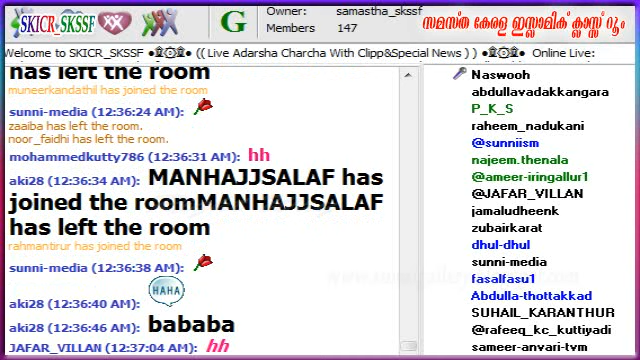 SKICR_SKSSF
G
Owner: samastha_skssf
Members 147
സമസ്ത കേരള ഇസ്ലാമിക് ക്ലാസ്സ് റൂം
Welcome to SKICR_SKSSF ●۩۞۩● (( Live Adarsha Charcha With Clipp&Special News ) ) ●۩۞۩● Online Live:
has left the room
muneerkandathil has joined the room
sunni-media (12:36:24 AM):
zaaiba has left the room.
noor_faidhi has left the room.
mohammedkutty786 (12:36:31 AM): hh
aki28 (12:36:34 AM): MANHAJJSALAF has
joined the roomMANHAJJSALAF
has left the room
rahmantirur has joined the room
sunni-media (12:36:38 AM):
HAHA
aki28 (12:36:40 AM):
aki28 (12:36:46 AM): bababa
JAFAR_VILLAN (12:37:04 AM): hh
Naswooh
abdullavadakkangara
P_K_S
raheem_nadukani
@sunniism
najeem.thenala
@ameer-iringallur1
@JAFAR_VILLAN
jamaludheenk
zubairkarat
dhul-dhul
sunni-media
fasalfasu1
Abdulla-thottakkad
SUHAIL_KARANTHUR
@rafeeq_kc_kuttiyadi
sameer-anvari-tvm